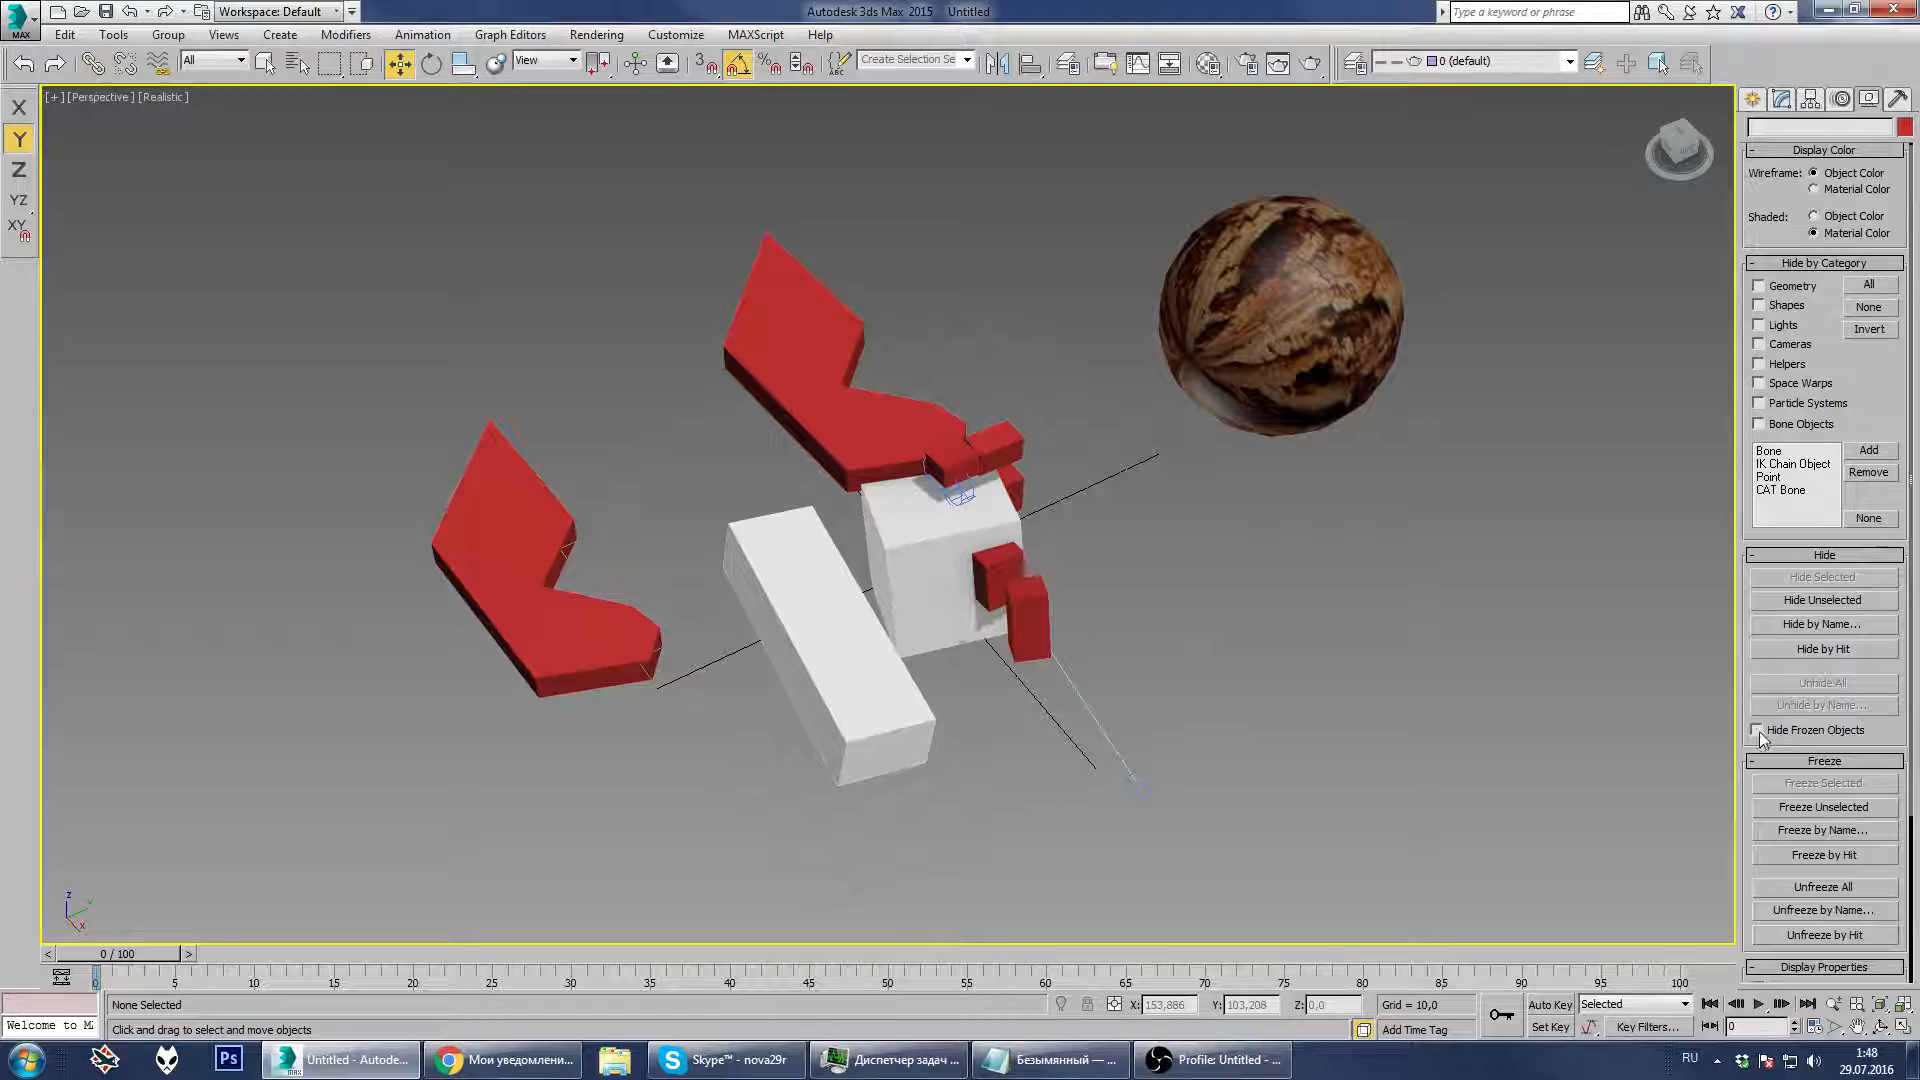 MAX
Workspace: Default
Autodesk 3ds Max 2015 Untitled
Type a keyword or phrase
Edit Tools Group Views Create Modifiers Animation Graph Editors Rendering Customize MAXScript Help
All
View
3
ABC
Create Selection Se
0 (default)
[+] [Perspective] [Realistic]
X
Y
Z
YZ
XY
Display Color
Wireframe: Object Color
Material Color
Shaded: Object Color
Material Color
Hide by Category
Geometry All
Shapes None
Lights Invert
Cameras
Helpers
Space Warps
Particle Systems
Bone Objects
Bone Add
IK Chain Object Remove
Point
CAT Bone
None
Hide
Hide Selected
Hide Unselected
Hide by Name...
Hide by Hit
Unhide All
Unhide by Name...
Hide Frozen Objects
Freeze
Freeze Selected
Freeze Unselected
Freeze by Name...
Freeze by Hit
Unfreeze All
Unfreeze by Name...
Unfreeze by Hit
Display Properties
z
y
x
< 0 / 100 >
0 5 10 15 20 25 30 35 40 45 50 55 60 65 70 75 80 85 90 95 100
None Selected X: 153,886 Y: 103,208 Z: 0,0 Grid = 10,0 Auto Key Selected
Welcome to M Click and drag to select and move objects Add Time Tag Set Key Key Filters... 0
Ps Untitled - Autode... Мои уведомлени... Skype™ - nova29r Диспетчер задач ... Безымянный — ... Profile: Untitled - ... RU 1:48
29.07.2016